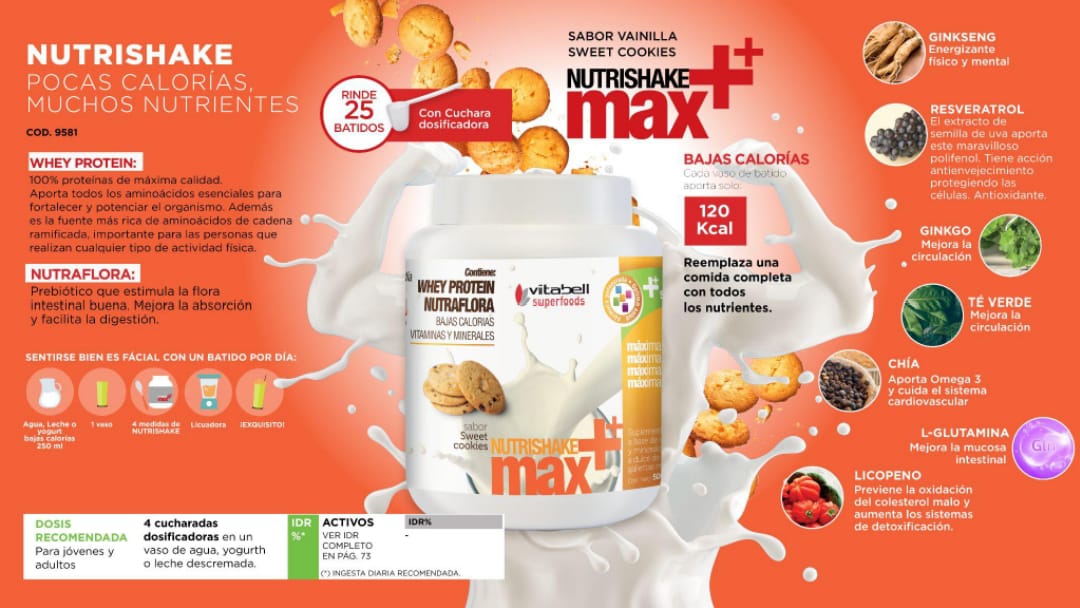 NUTRISHAKE
POCAS CALORÍAS,
MUCHOS NUTRIENTES
COD. 9581
WHEY PROTEIN:
100% proteínas de máxima calidad.
Aporta todos los aminoácidos esenciales para
fortalecer y potenciar el organismo. Además
es la fuente más rica de aminoácidos de cadena
ramificada, importante para las personas que
realizan cualquier tipo de actividad física.
NUTRAFLORA:
Prebiótico que estimula la flora
intestinal buena. Mejora la absorción
y facilita la digestión.
SENTIRSE BIEN ES FÁCIAL CON UN BATIDO POR DÍA:
Agua, Leche o
yogurt
bajas calorías
250 ml
1 vaso
4 medidas de
NUTRISHAKE
Licuadora
¡EXQUISITO!
DOSIS
RECOMENDADA
Para jóvenes y
adultos
4 cucharadas
dosificadoras en un
vaso de agua, yogurth
o leche descremada.
IDR
%*
ACTIVOS
VER IDR
COMPLETO
EN PÁG. 73
IDR%
-
(*) INGESTA DIARIA RECOMENDADA.
RINDE
25
BATIDOS
Con Cuchara
dosificadora
SABOR VAINILLA
SWEET COOKIES
NUTRISHAKE
max++
BAJAS CALORÍAS
Cada vaso de batido
aporta solo:
120
Kcal
Reemplaza una
comida completa
con todos
los nutrientes.
Contiene:
WHEY PROTEIN
NUTRAFLORA
BAJAS CALORIAS
VITAMINAS Y MINERALES
vitabell
superfoods
máxima
máxima
máxima
máxima
sabor
Sweet
cookies
NUTRISHAKE
max++
GINKSENG
Energizante
físico y mental
RESVERATROL
El extracto de
semilla de uva aporta
este maravilloso
polifenol. Tiene acción
antienvejecimiento
protegiendo las
células. Antioxidante.
GINKGO
Mejora la
circulación
TÉ VERDE
Mejora la
circulación
CHÍA
Aporta Omega 3
y cuida el sistema
cardiovascular
L-GLUTAMINA
Mejora la mucosa
intestinal
Gln
LICOPENO
Previene la oxidación
del colesterol malo y
aumenta los sistemas
de detoxificación.